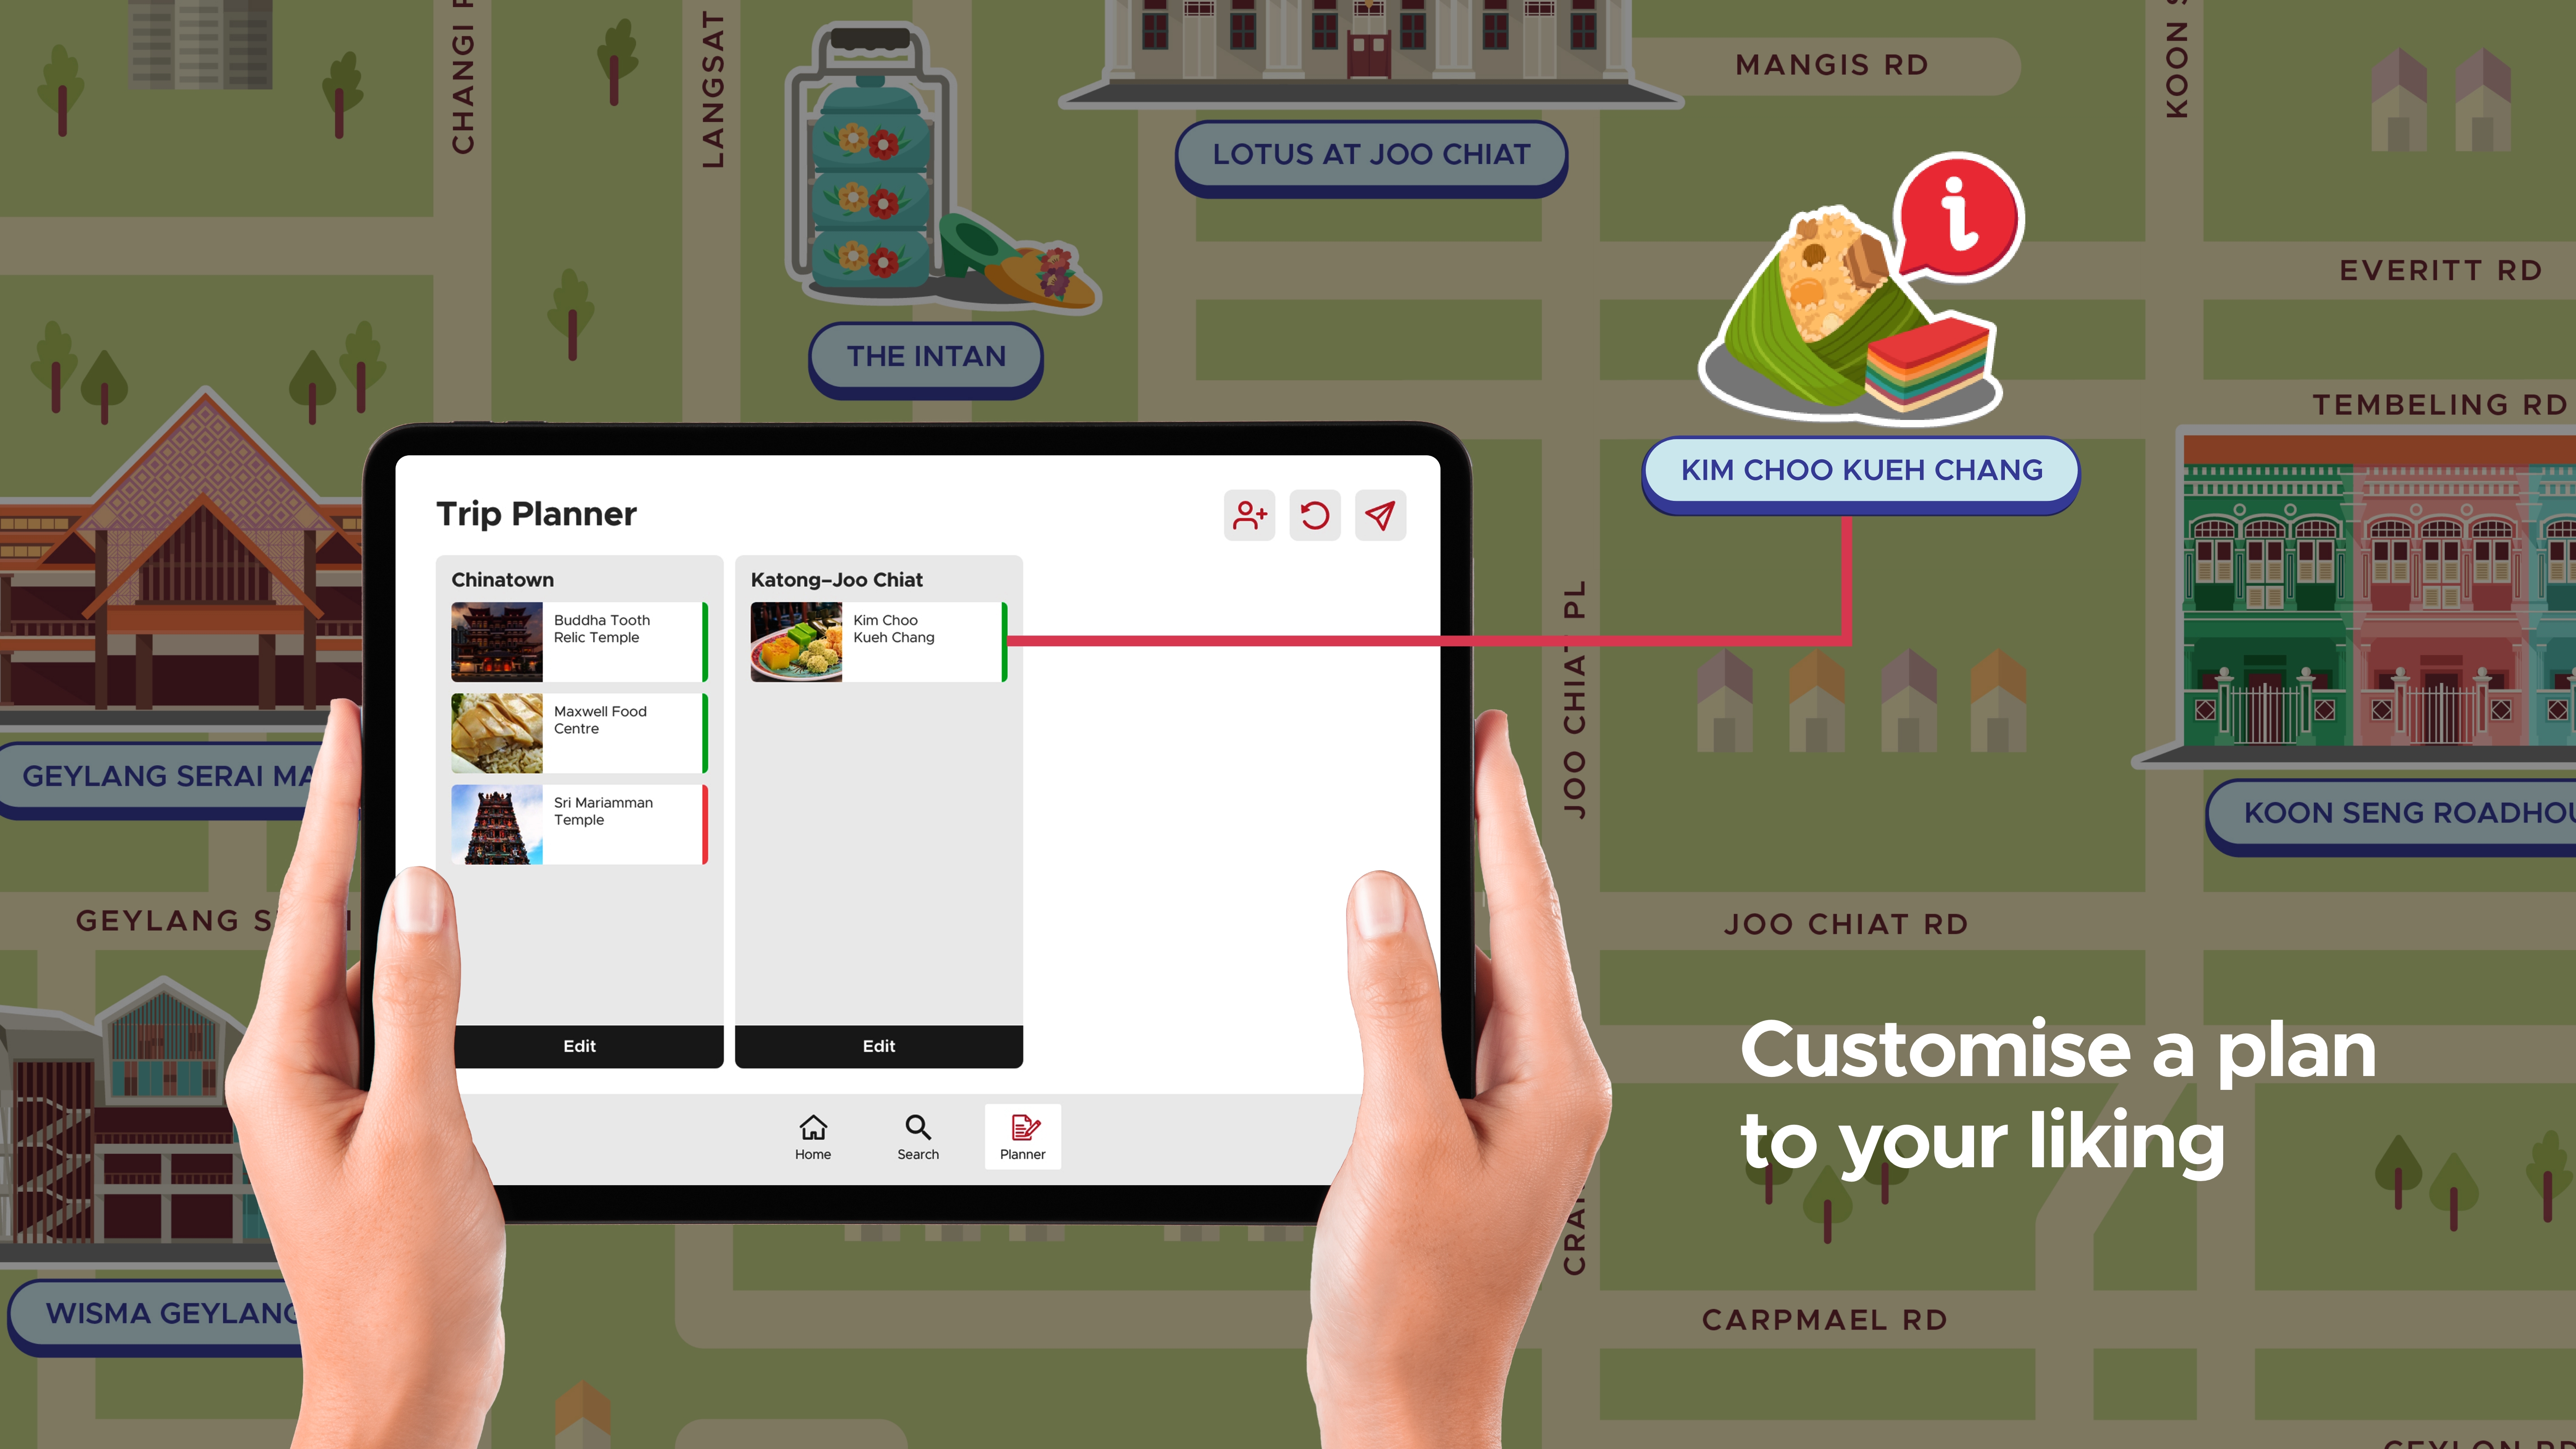 CHANGI
LANGSAT
MANGIS RD
KOON
LOTUS AT JOO CHIAT
i
EVERITT RD
THE INTAN
TEMBELING RD
KIM CHOO KUEH CHANG
Trip Planner
Chinatown
Buddha Tooth
Relic Temple
Maxwell Food
Centre
Sri Mariamman
Temple
Edit
Katong–Joo Chiat
Kim Choo
Kueh Chang
Edit
Home
Search
Planner
JOO CHIAT PL
GEYLANG SERAI
KOON SENG
GEYLANG
JOO CHIAT RD
Customise a plan
to your liking
WISMA GEYLANG
CARPMAEL RD